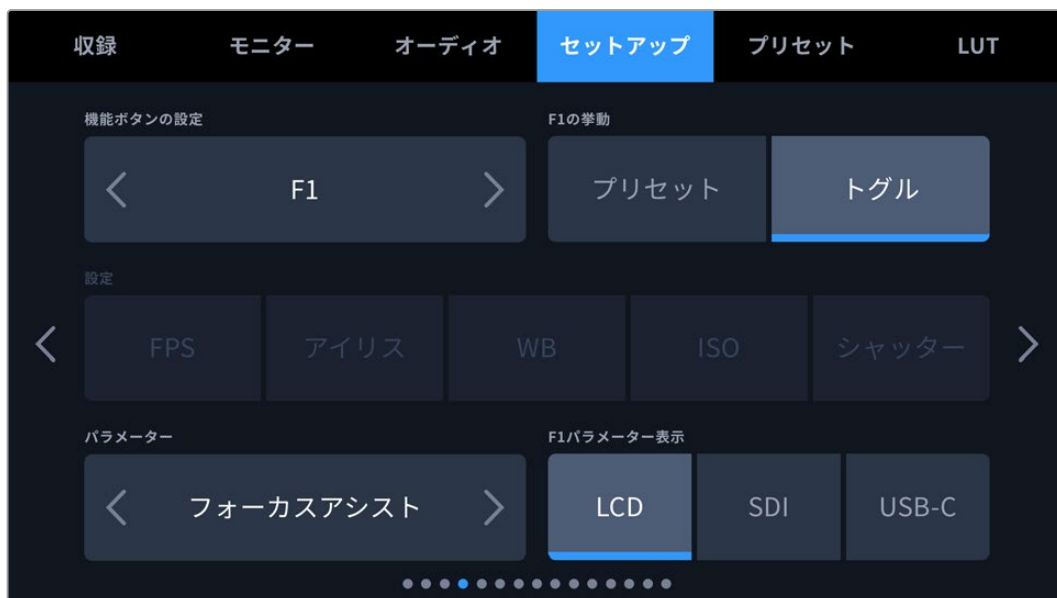 収録 モニター オーディオ セットアップ プリセット LUT
機能ボタンの設定 F1の挙動
F1 プリセット トグル
設定
FPS アイリス WB ISO シャッター
パラメーター F1パラメーター表示
フォーカスアシスト LCD SDI USB-C